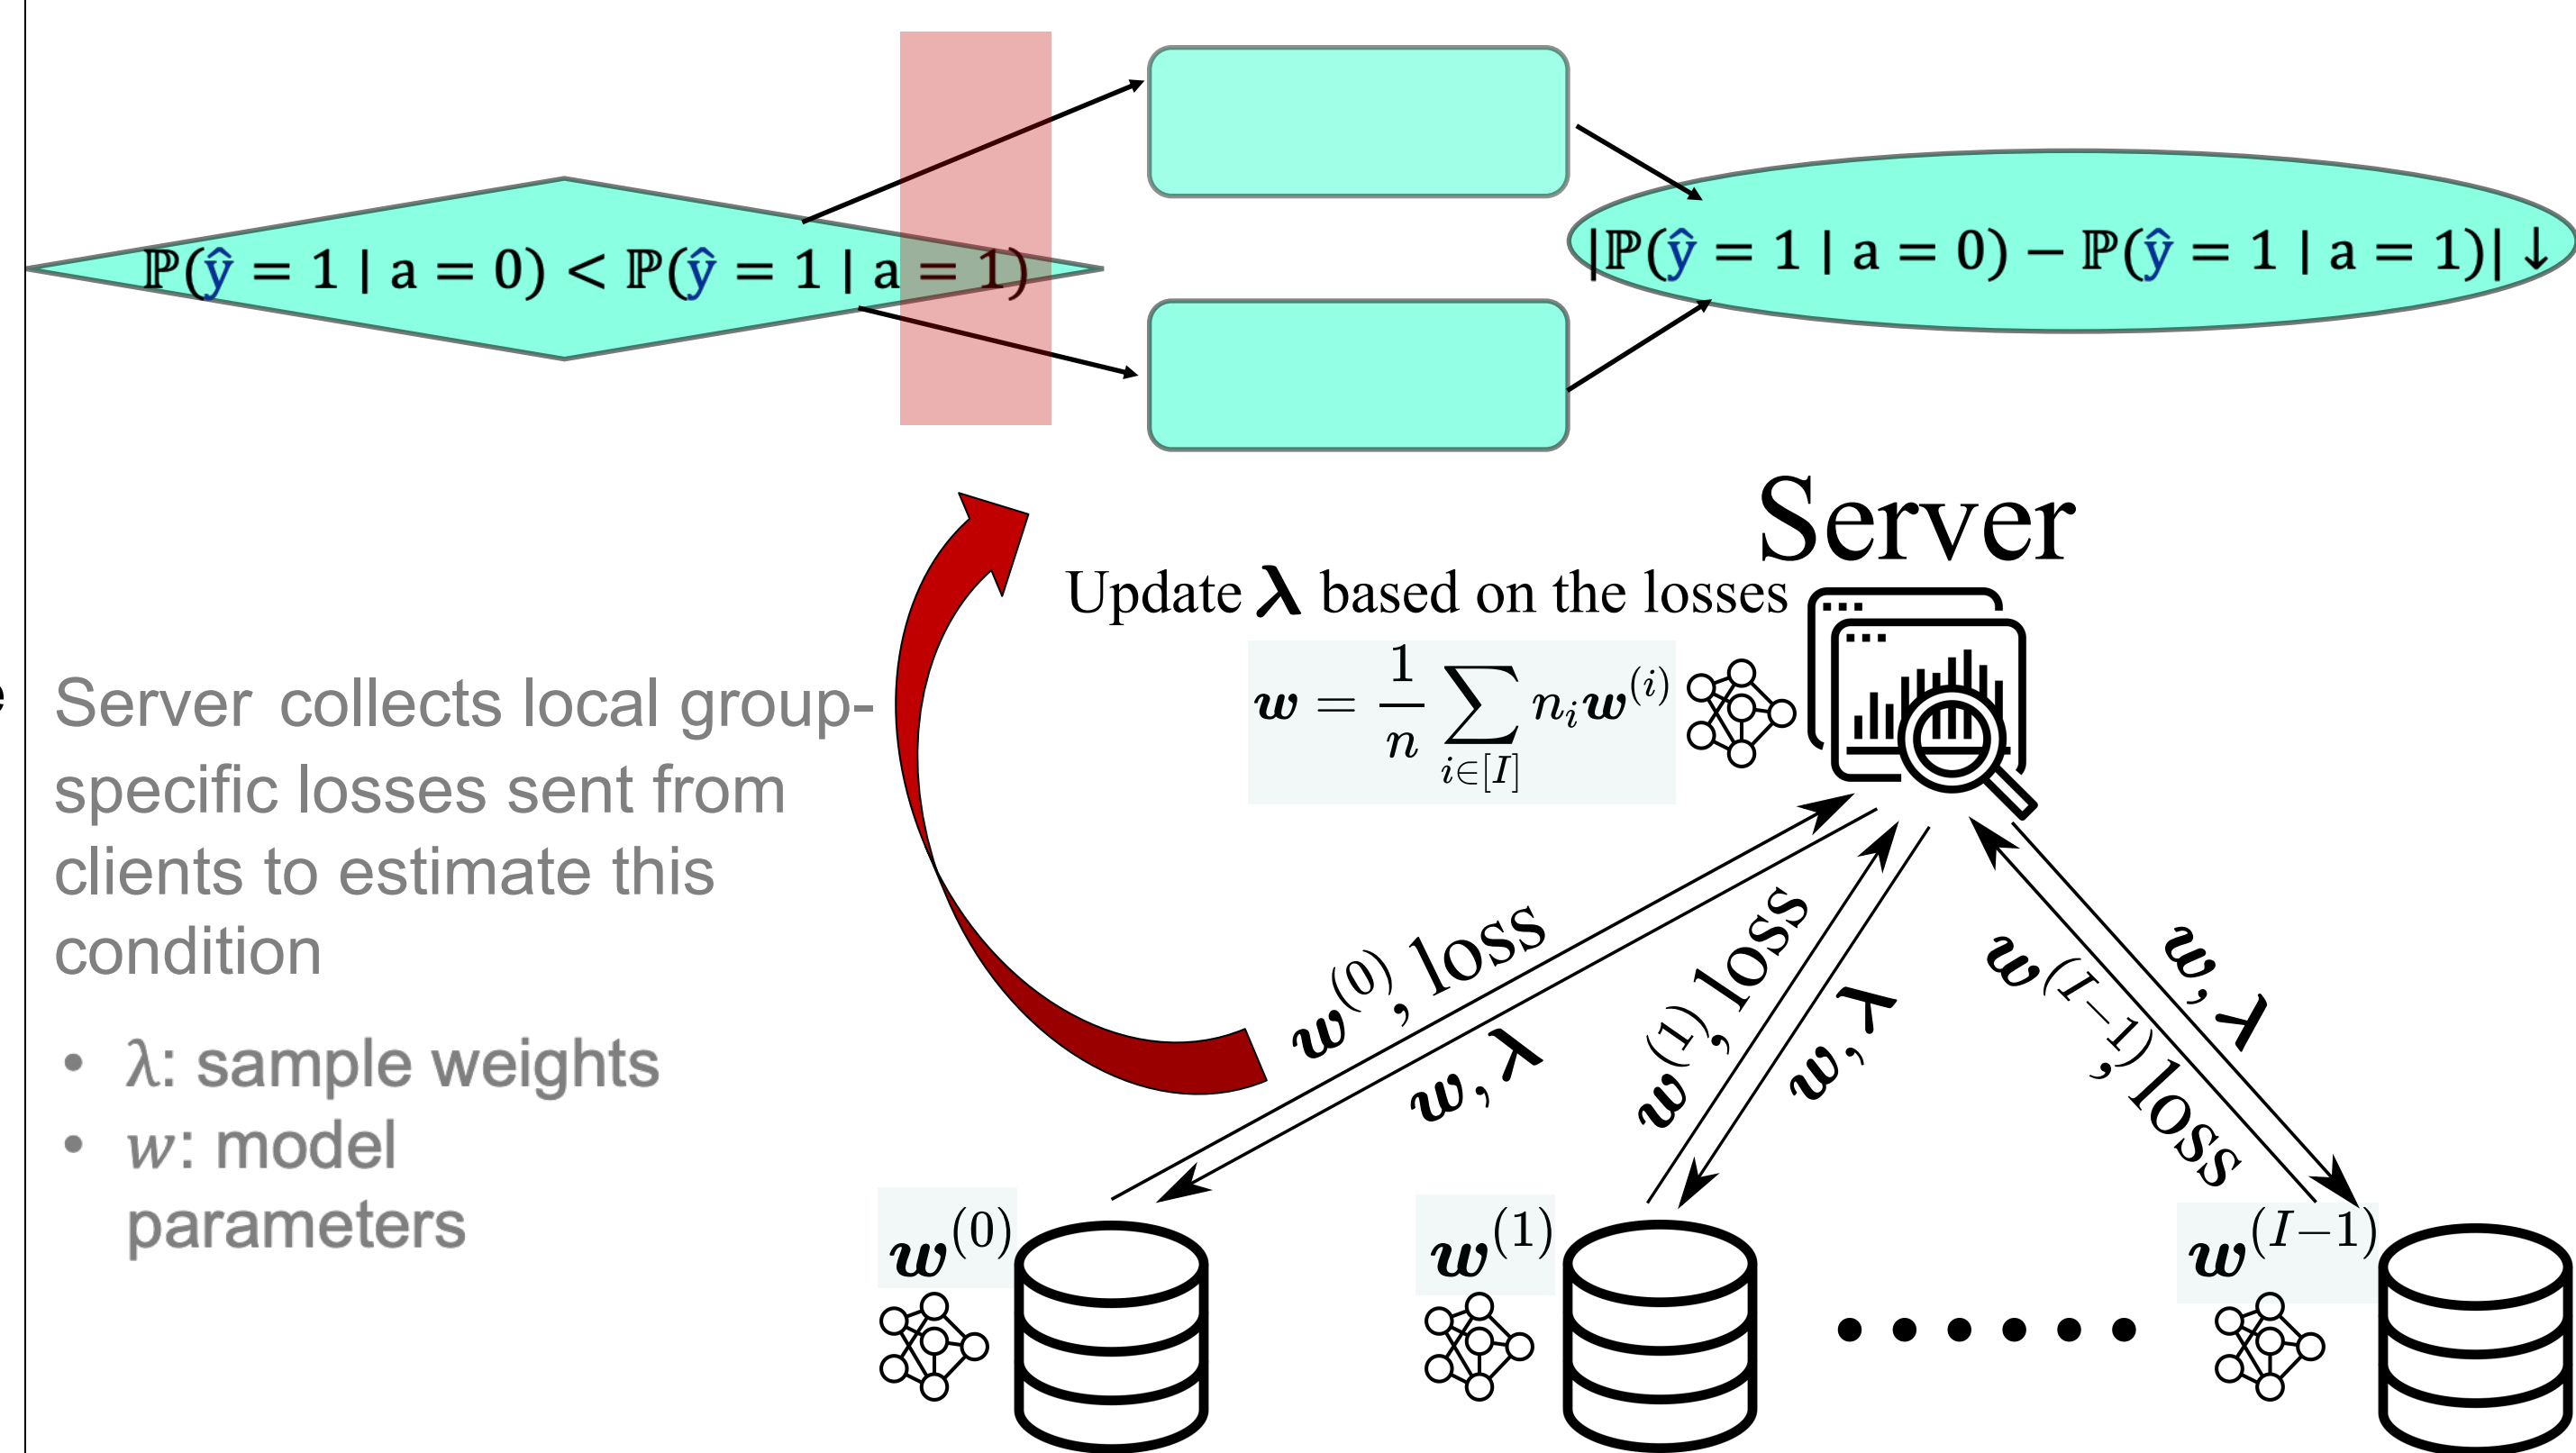 ℙ(ŷ = 1 | a = 0) < ℙ(ŷ = 1 | a = 1)
|ℙ(ŷ = 1 | a = 0) − ℙ(ŷ = 1 | a = 1)| ↓
Server
Update λ based on the losses
w = 1/n ∑_{i∈[I]} n_i w^{(i)}
e
Server collects local group-
specific losses sent from
clients to estimate this
condition
• λ: sample weights
• w: model
parameters
w^{(0)}, loss
w, λ
w^{(1)}, loss
w, λ
w^{(I−1)}, loss
w, λ
w^{(0)}
w^{(1)}
w^{(I−1)}